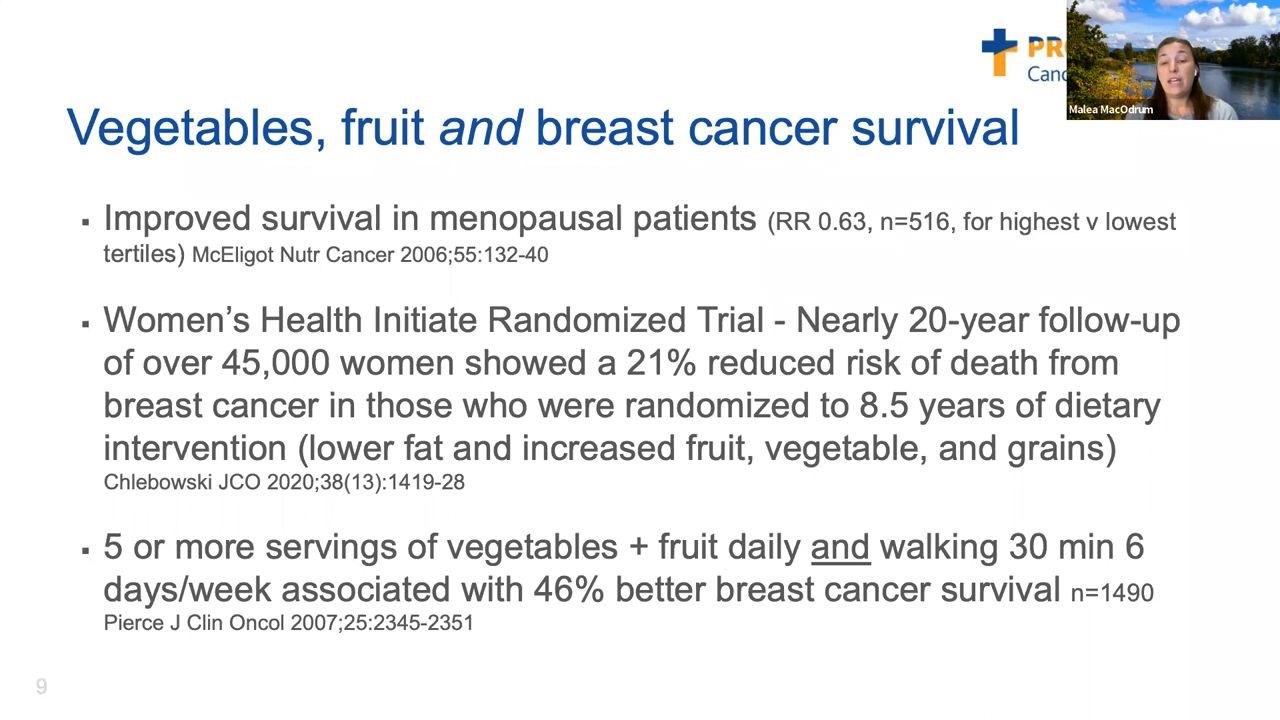 Malea MacOdrum
Vegetables, fruit and breast cancer survival
▪ Improved survival in menopausal patients (RR 0.63, n=516, for highest v lowest
tertiles) McEligot Nutr Cancer 2006;55:132-40
▪ Women’s Health Initiate Randomized Trial - Nearly 20-year follow-up
of over 45,000 women showed a 21% reduced risk of death from
breast cancer in those who were randomized to 8.5 years of dietary
intervention (lower fat and increased fruit, vegetable, and grains)
Chlebowski JCO 2020;38(13):1419-28
▪ 5 or more servings of vegetables + fruit daily and walking 30 min 6
days/week associated with 46% better breast cancer survival n=1490
Pierce J Clin Oncol 2007;25:2345-2351
9